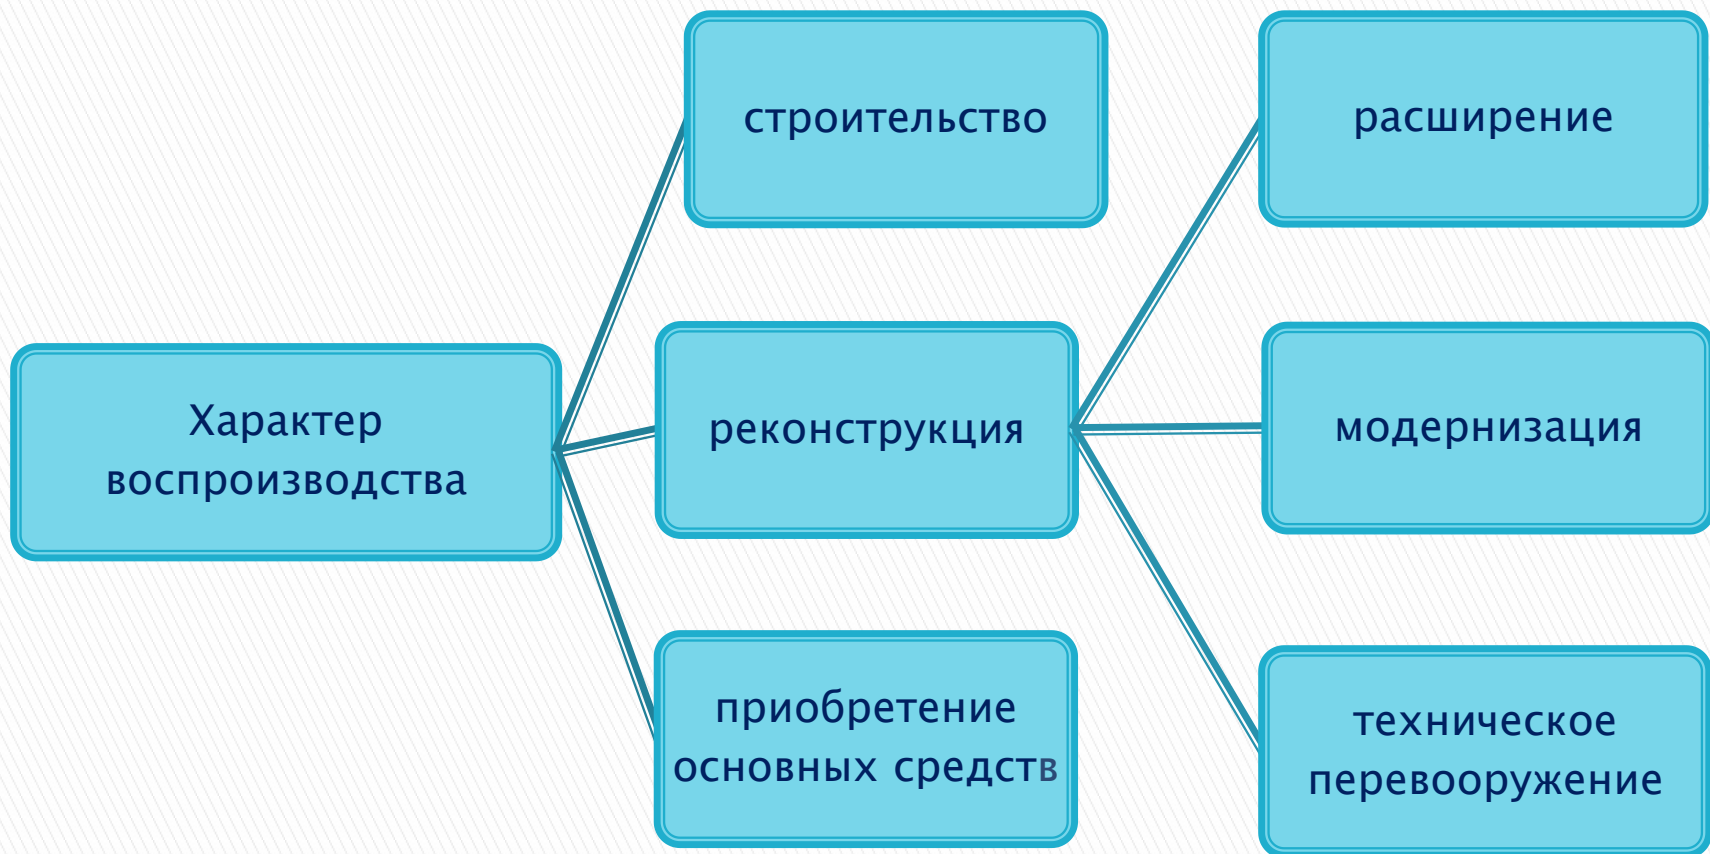 строительство
расширение
Характер
воспроизводства
реконструкция
модернизация
приобретение
основных средств
техническое
перевооружение